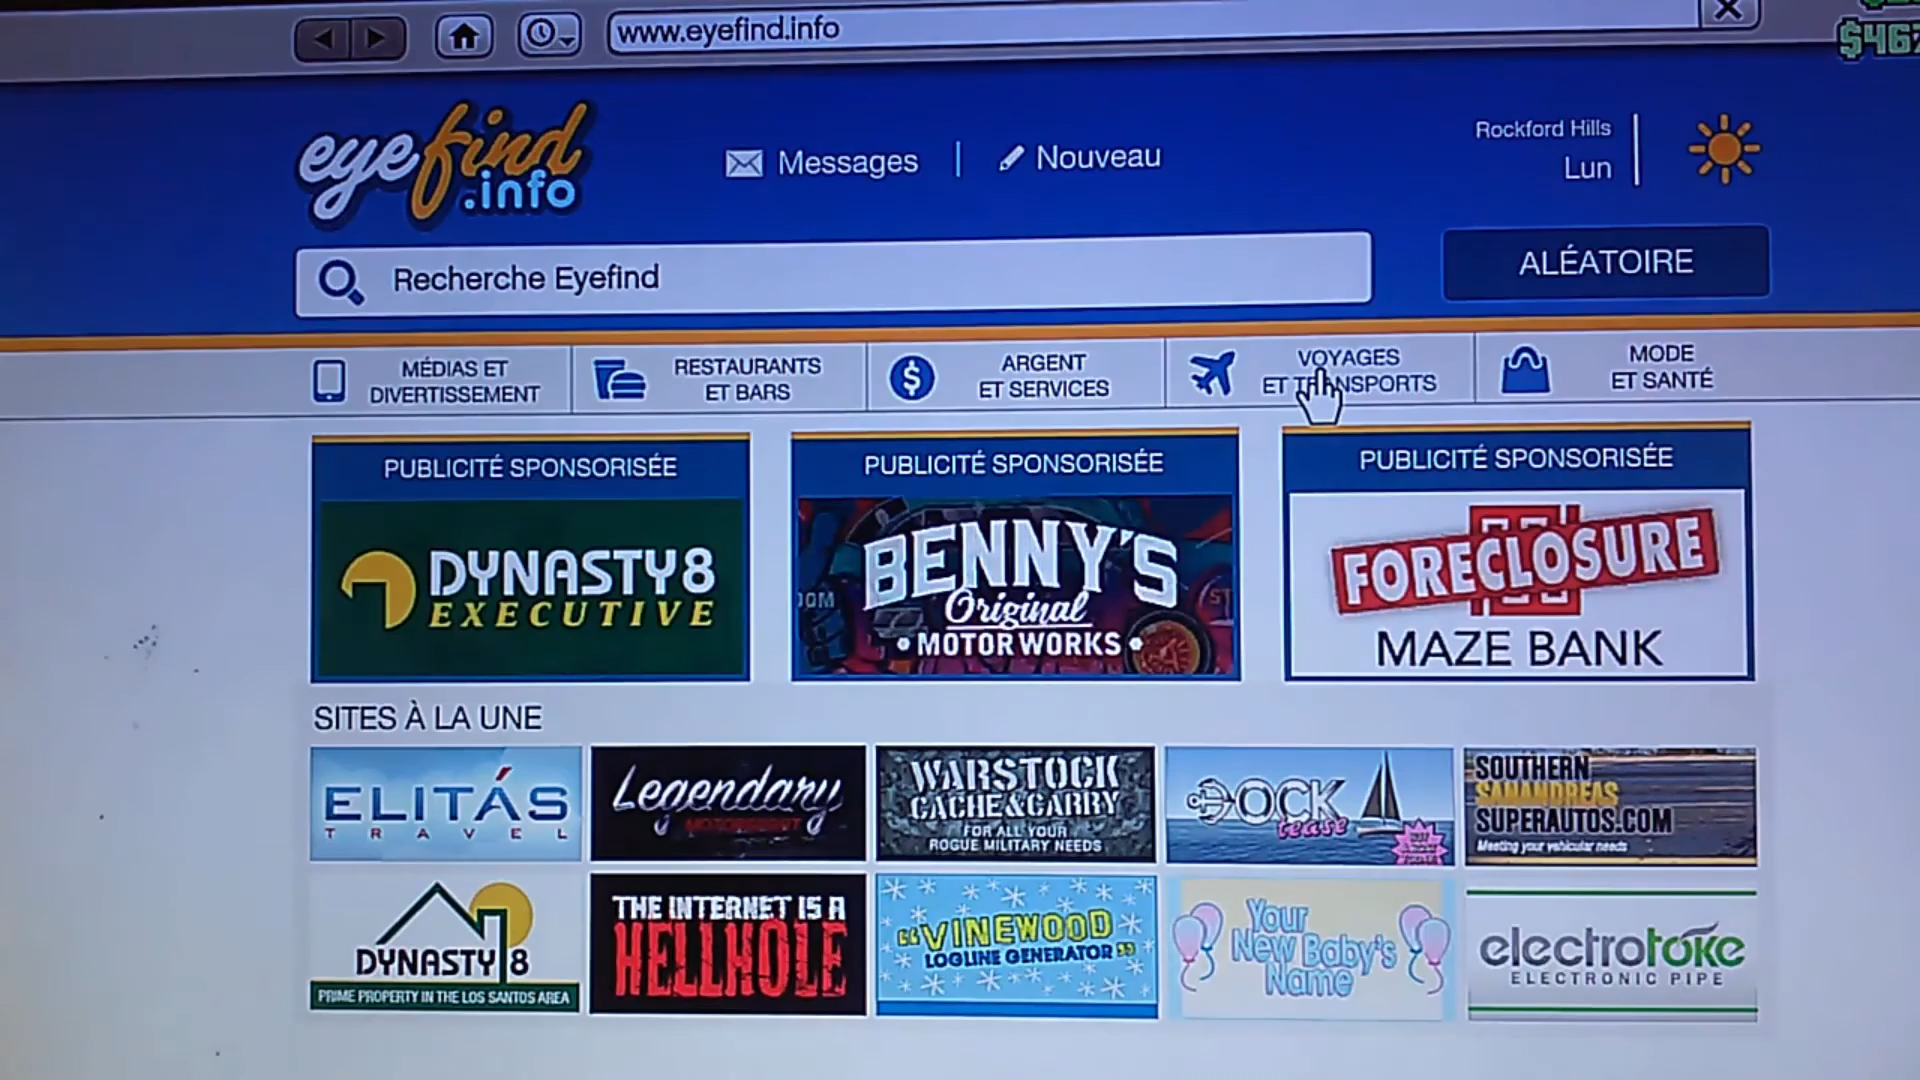 www.eyefind.info
eyefind
.info
Messages
Nouveau
Rockford Hills
Lun
Recherche Eyefind
ALÉATOIRE
MÉDIAS ET
DIVERTISSEMENT
RESTAURANTS
ET BARS
ARGENT
ET SERVICES
VOYAGES
ET TRANSPORTS
MODE
ET SANTÉ
PUBLICITÉ SPONSORISÉE
DYNASTY 8
EXECUTIVE
PUBLICITÉ SPONSORISÉE
BENNY'S
Original
MOTOR WORKS
PUBLICITÉ SPONSORISÉE
FORECLOSURE
MAZE BANK
SITES À LA UNE
ELITÁS
TRAVEL
Legendary
MOTORSPORT
WARSTOCK
CACHE & CARRY
FOR ALL YOUR
ROGUE MILITARY NEEDS
DOCK
tease
SOUTHERN
SANANDREAS
SUPERAUTOS.COM
Meeting your vehicular needs
DYNASTY 8
PRIME PROPERTY IN THE LOS SANTOS AREA
THE INTERNET IS A
HELLHOLE
"VINEWOOD
LOGLINE GENERATOR"
Your
New Baby's
Name
electrotoke
ELECTRONIC PIPE